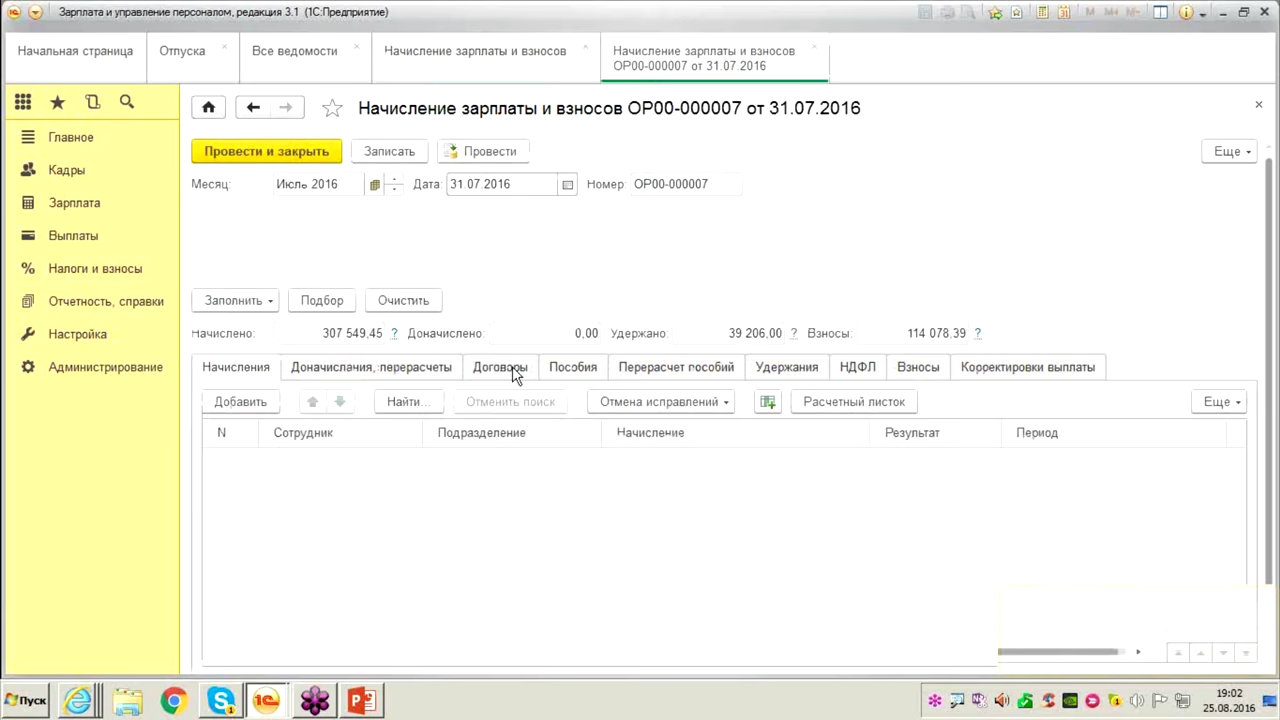 Зарплата и управление персоналом, редакция 3.1 (1С:Предприятие)
M M+ M-
Начальная страница
Отпуска
Все ведомости
Начисление зарплаты и взносов
Начисление зарплаты и взносов
ОР00-000007 от 31.07.2016
Начисление зарплаты и взносов ОР00-000007 от 31.07.2016
Главное
Кадры
Зарплата
Выплаты
Налоги и взносы
Отчетность, справки
Настройка
Администрирование
Провести и закрыть Записать Провести Еще
Месяц: Июль 2016 Дата: 31.07.2016 Номер: ОР00-000007
Заполнить Подбор Очистить
Начислено: 307 549,45 ? Доначислено: 0,00 Удержано: 39 206,00 ? Взносы: 114 078,39 ?
Начисления Доначисления, перерасчеты Договоры Пособия Перерасчет пособий Удержания НДФЛ Взносы Корректировки выплаты
Добавить Найти... Отменить поиск Отмена исправлений Расчетный листок Еще
N Сотрудник Подразделение Начисление Результат Период
Пуск
19:02
25.08.2016